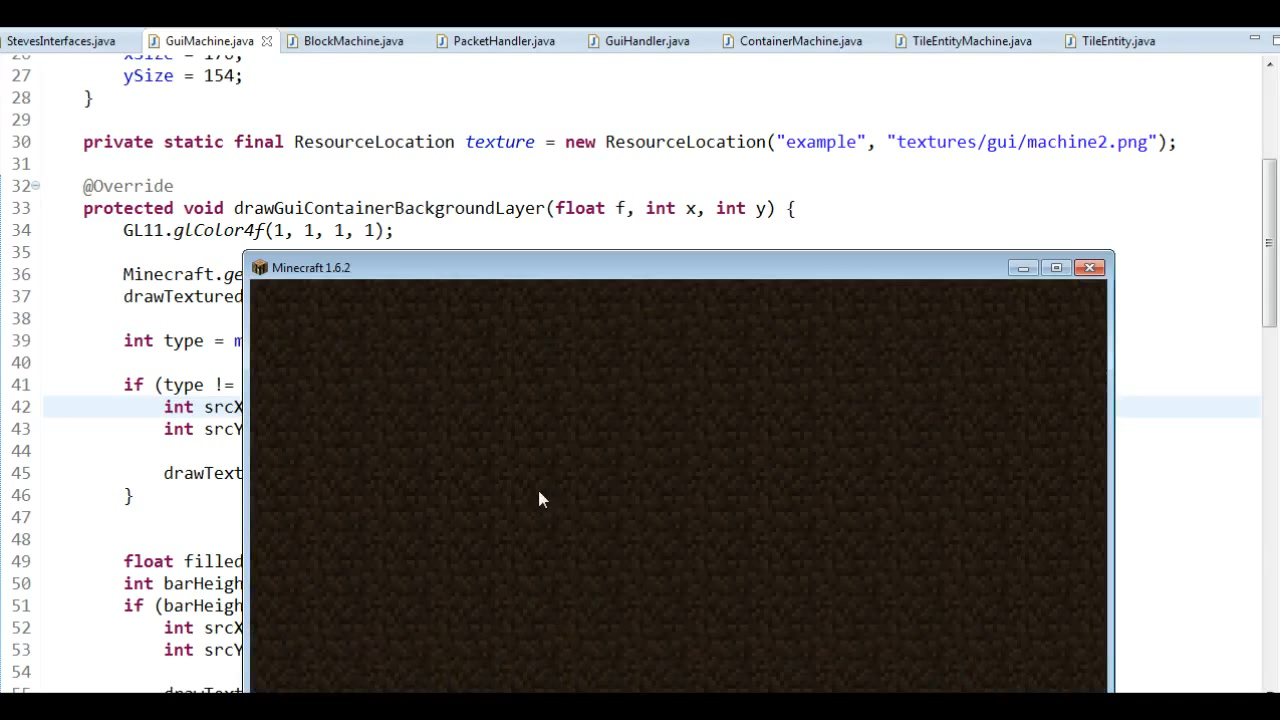 StevesInterfaces.java GuiMachine.java BlockMachine.java PacketHandler.java GuiHandler.java ContainerMachine.java TileEntityMachine.java TileEntity.java
27 ySize = 154;
28 }
29
30 private static final ResourceLocation texture = new ResourceLocation("example", "textures/gui/machine2.png");
31
32 @Override
33 protected void drawGuiContainerBackgroundLayer(float f, int x, int y) {
34 GL11.glColor4f(1, 1, 1, 1);
35
Minecraft 1.6.2
36 Minecraft.ge
37 drawTextured
38
39 int type = m
40
41 if (type !=
42 int srcX
43 int srcY
44
45 drawText
46 }
47
48
49 float filled
50 int barHeigh
51 if (barHeigh
52 int srcX
53 int srcY
54